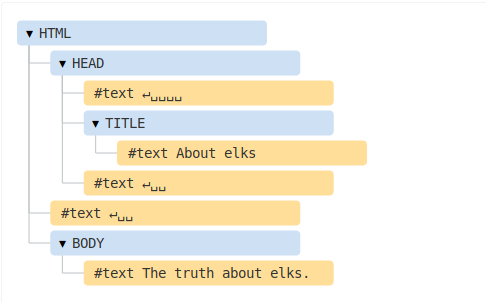 ▼ HTML
▼ HEAD
#text ↵␣␣␣␣
▼ TITLE
#text About elks
#text ↵␣␣
#text ↵␣␣
▼ BODY
#text The truth about elks.